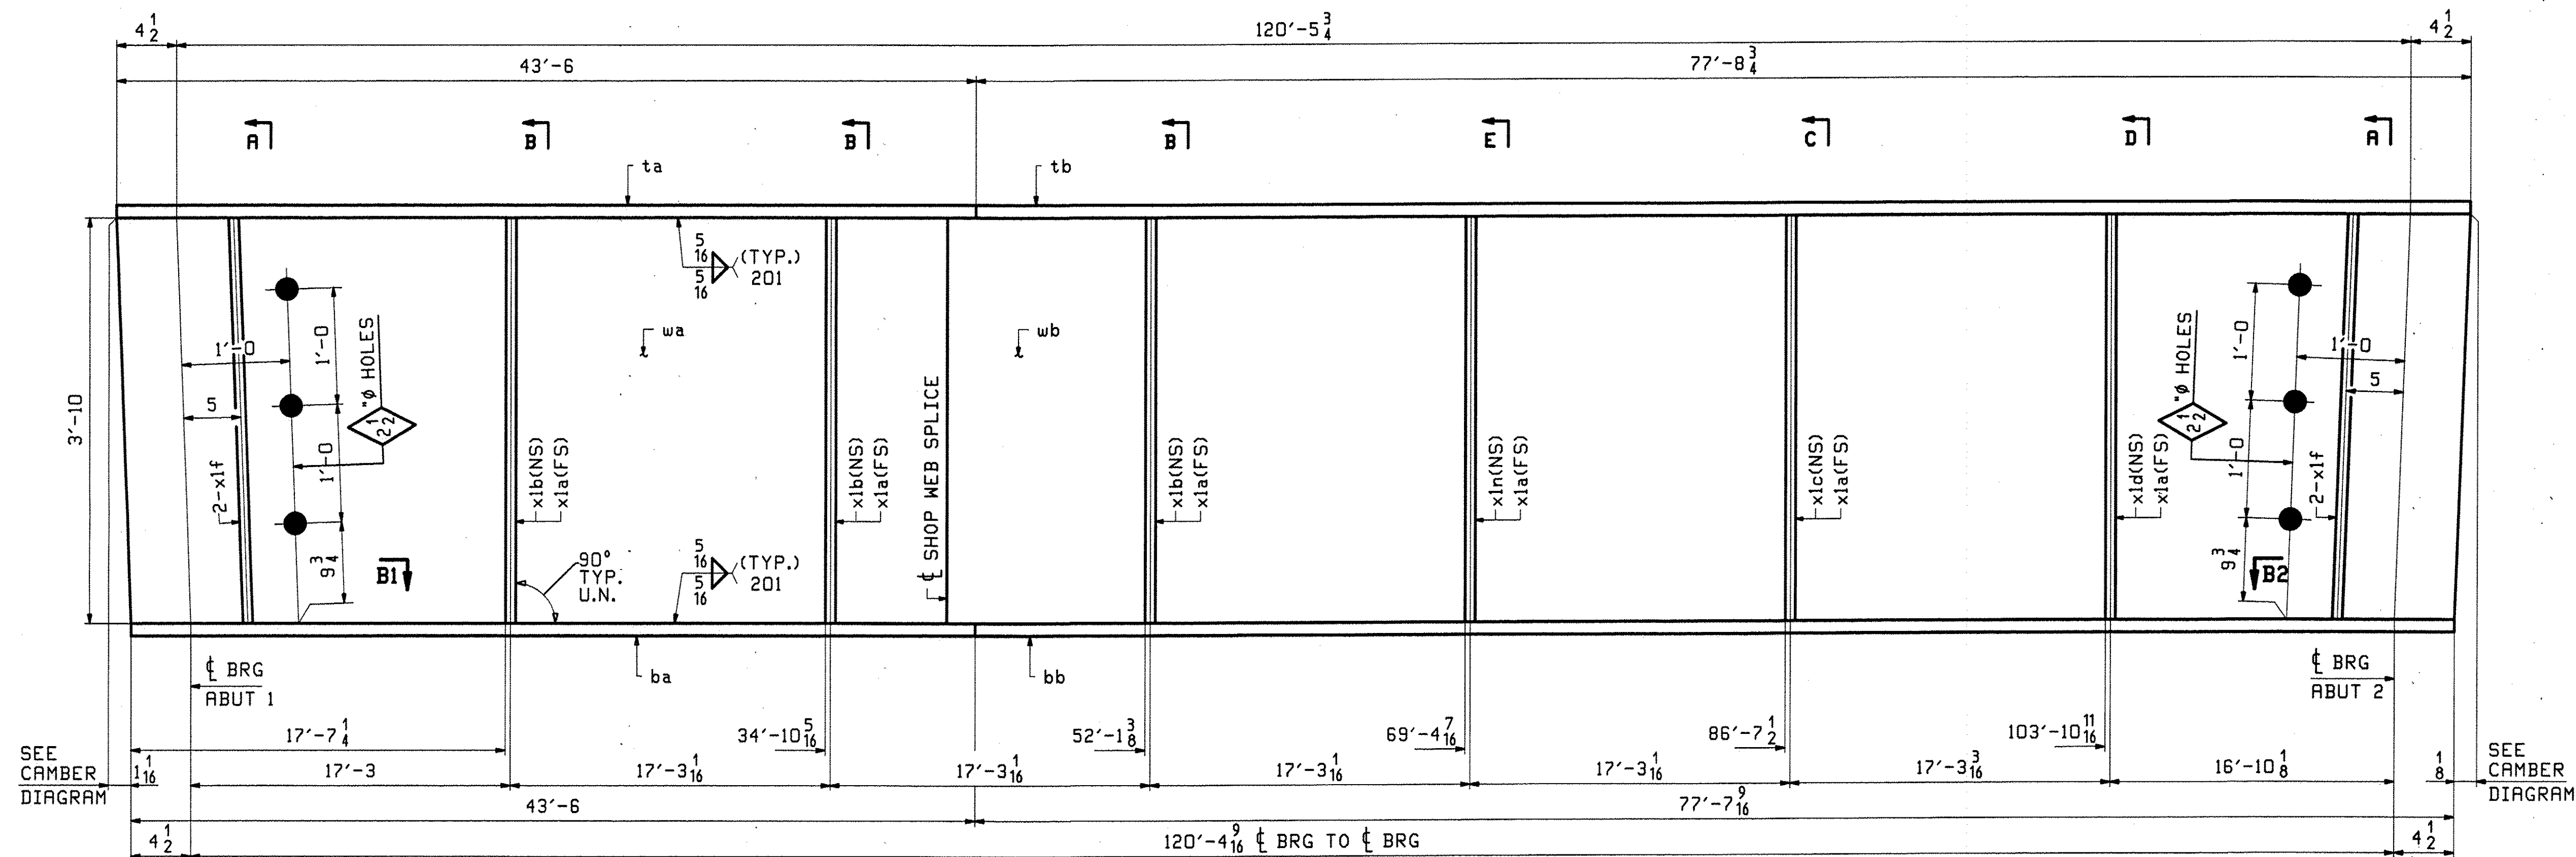 4 1/2 120'-5 3/4 4 1/2
43'-6 77'-8 3/4
A B B B E C D A
ta tb
5/16 (TYP.)
5/16 201
wa wb
3'-10
1'-0
5
1'-0
1'-0
9 3/4
2 1/2 "Ø HOLES
2-x1f
B1
x1b(NS)
x1a(FS)
90°
TYP.
U.N.
5/16 (TYP.)
5/16 201
x1b(NS)
x1a(FS)
℄ SHOP WEB SPLICE
x1b(NS)
x1a(FS)
x1n(NS)
x1a(FS)
x1c(NS)
x1a(FS)
x1d(NS)
x1a(FS)
2 1/2 "Ø HOLES
1'-0
1'-0
9 3/4
1'-0
5
2-x1f
B2
℄ BRG
ABUT 1
ba bb
℄ BRG
ABUT 2
17'-7 1/4 34'-10 5/16 52'-1 3/8 69'-4 7/16 86'-7 1/2 103'-10 11/16
SEE
CAMBER
DIAGRAM
1 1/16 17'-3 17'-3 1/16 17'-3 1/16 17'-3 1/16 17'-3 1/16 17'-3 3/16 16'-10 1/8 1/8
SEE
CAMBER
DIAGRAM
43'-6 77'-7 9/16
4 1/2 120'-4 9/16 ℄ BRG TO ℄ BRG 4 1/2